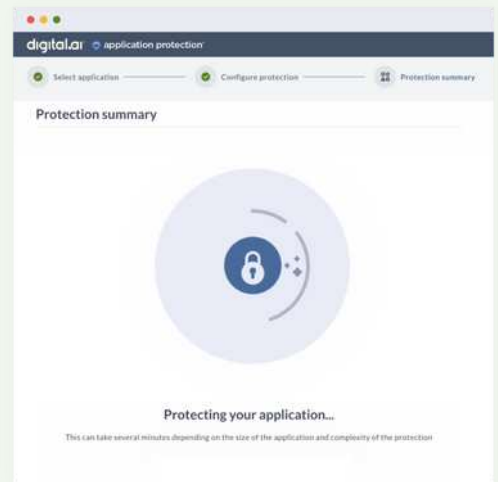 digital.ai application protection
Select application Configure protection Protection summary
Protection summary
Protecting your application...
This can take several minutes depending on the size of the application and complexity of the protection